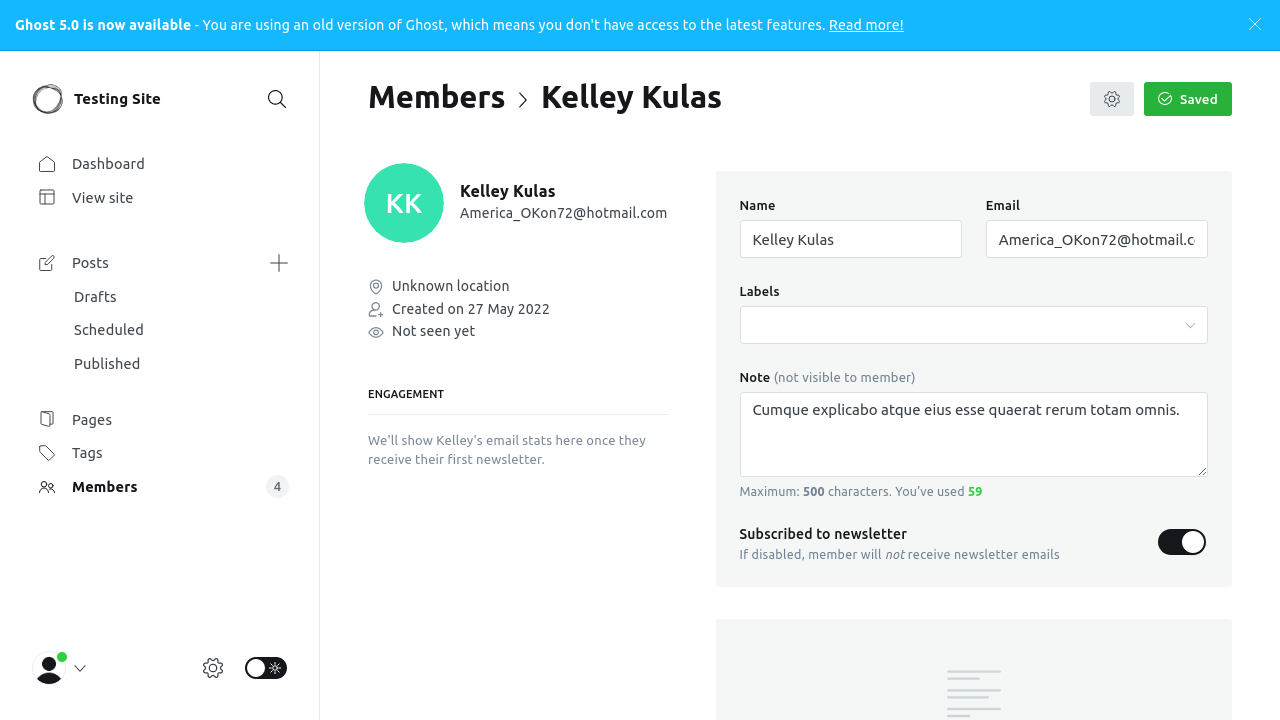 Ghost 5.0 is now available - You are using an old version of Ghost, which means you don't have access to the latest features. Read more!
Testing Site
Dashboard
View site
Posts
Drafts
Scheduled
Published
Pages
Tags
Members 4
Members > Kelley Kulas
Saved
KK
Kelley Kulas
America_OKon72@hotmail.com
Unknown location
Created on 27 May 2022
Not seen yet
ENGAGEMENT
We'll show Kelley's email stats here once they
receive their first newsletter.
Name Email
Kelley Kulas America_OKon72@hotmail.c
Labels
Note (not visible to member)
Cumque explicabo atque eius esse quaerat rerum totam omnis.
Maximum: 500 characters. You've used 59
Subscribed to newsletter
If disabled, member will not receive newsletter emails